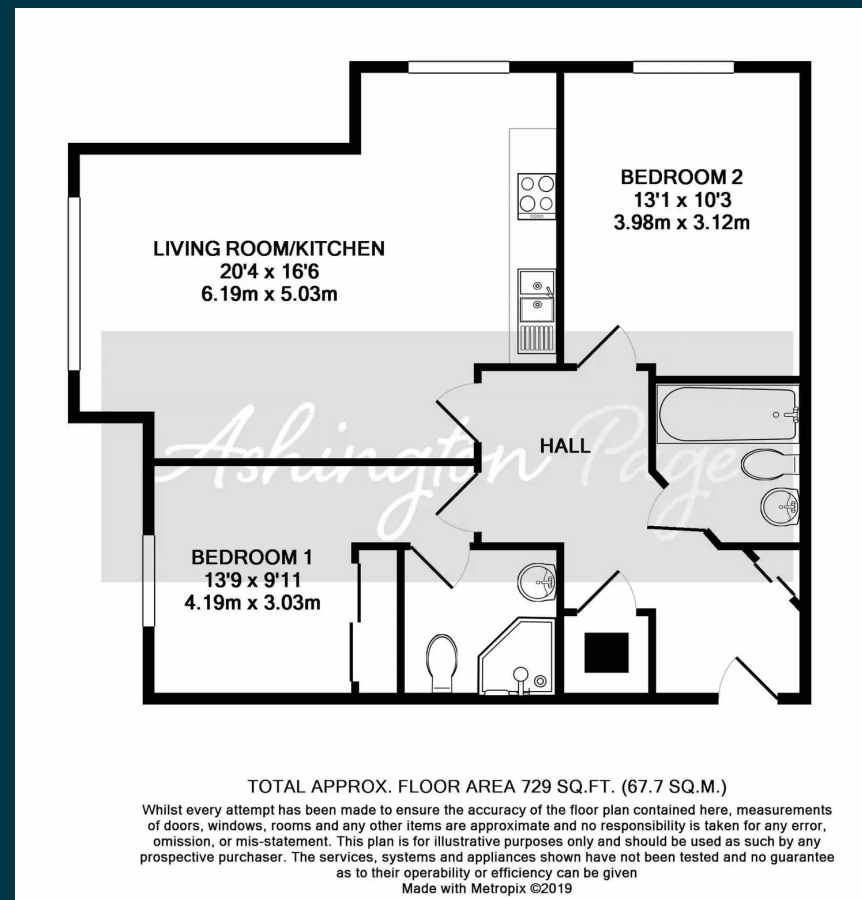 LIVING ROOM/KITCHEN
20'4 x 16'6
6.19m x 5.03m
BEDROOM 2
13'1 x 10'3
3.98m x 3.12m
HALL
Ashington Page
BEDROOM 1
13'9 x 9'11
4.19m x 3.03m
TOTAL APPROX. FLOOR AREA 729 SQ.FT. (67.7 SQ.M.)
Whilst every attempt has been made to ensure the accuracy of the floor plan contained here, measurements
of doors, windows, rooms and any other items are approximate and no responsibility is taken for any error,
omission, or mis-statement. This plan is for illustrative purposes only and should be used as such by any
prospective purchaser. The services, systems and appliances shown have not been tested and no guarantee
as to their operability or efficiency can be given
Made with Metropix ©2019